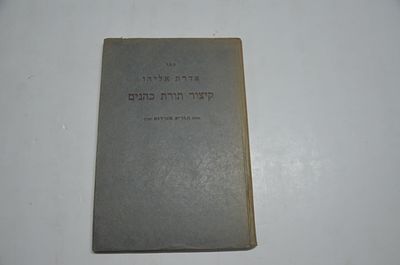 ספר
אדרת אליהו
קיצור תורת כהנים